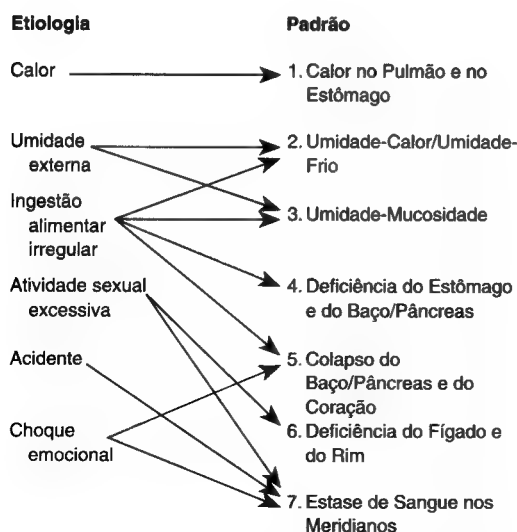 Etiologia
Padrão
Calor
1. Calor no Pulmão e no
Estômago
Umidade
externa
2. Umidade-Calor/Umidade-
Frio
Ingestão
alimentar
irregular
3. Umidade-Mucosidade
Atividade sexual
excessiva
4. Deficiência do Estômago
e do Baço/Pâncreas
Acidente
5. Colapso do
Baço/Pâncreas e do
Coração
Choque
emocional
6. Deficiência do Fígado e
do Rim
7. Estase de Sangue nos
Meridianos